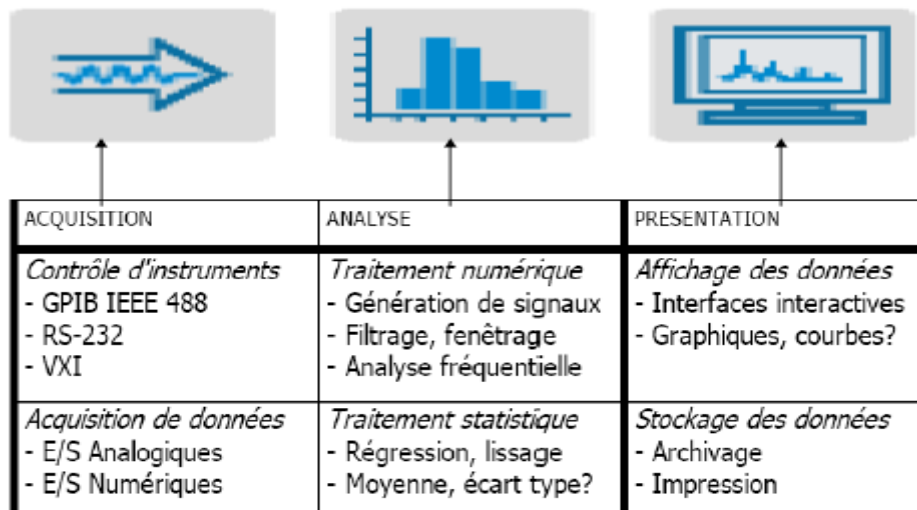 ACQUISITION
ANALYSE
PRESENTATION
Contrôle d'instruments
- GPIB IEEE 488
- RS-232
- VXI
Traitement numérique
- Génération de signaux
- Filtrage, fenêtrage
- Analyse fréquentielle
Affichage des données
- Interfaces interactives
- Graphiques, courbes?
Acquisition de données
- E/S Analogiques
- E/S Numériques
Traitement statistique
- Régression, lissage
- Moyenne, écart type?
Stockage des données
- Archivage
- Impression